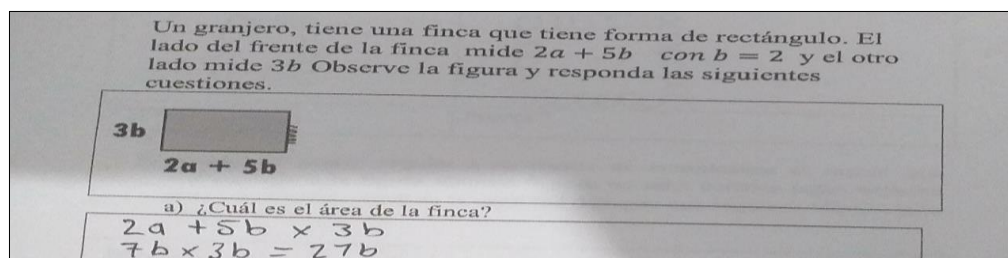 Un granjero, tiene una finca que tiene forma de rectángulo. El
lado del frente de la finca mide 2a + 5b con b = 2 y el otro
lado mide 3b Observe la figura y responda las siguientes
cuestiones.
3b
2a + 5b
a) ¿Cuál es el área de la finca?
2a + 5b x 3b
7b x 3b = 27b